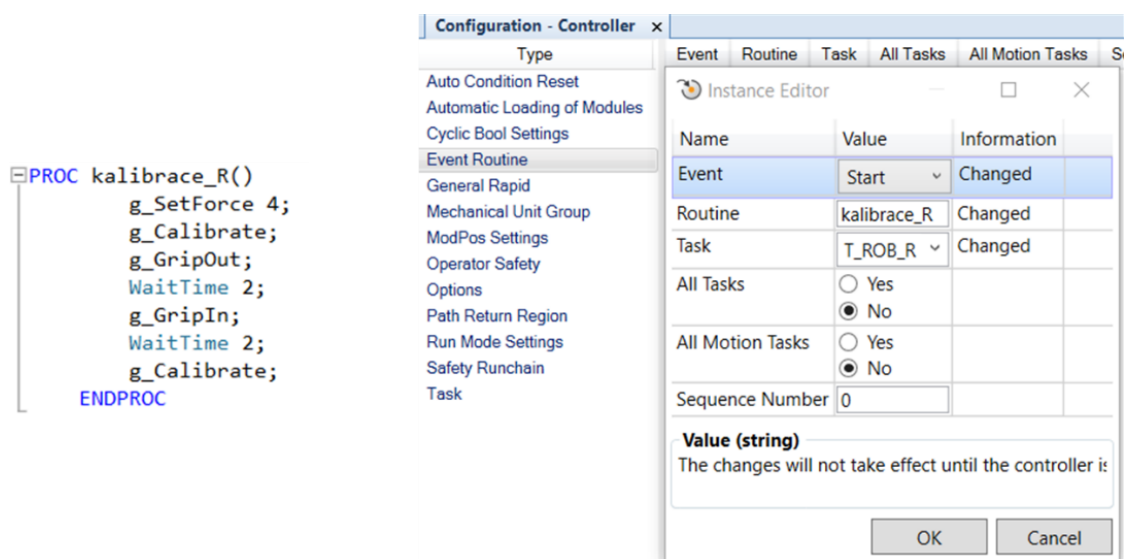 PROC kalibrace_R()
g_SetForce 4;
g_Calibrate;
g_GripOut;
WaitTime 2;
g_GripIn;
WaitTime 2;
g_Calibrate;
ENDPROC
Configuration - Controller x
Type
Auto Condition Reset
Automatic Loading of Modules
Cyclic Bool Settings
Event Routine
General Rapid
Mechanical Unit Group
ModPos Settings
Operator Safety
Options
Path Return Region
Run Mode Settings
Safety Runchain
Task
Event Routine Task All Tasks All Motion Tasks
Instance Editor
Name Value Information
Event Start Changed
Routine kalibrace_R Changed
Task T_ROB_R Changed
All Tasks Yes
No
All Motion Tasks Yes
No
Sequence Number 0
Value (string)
The changes will not take effect until the controller
OK Cancel